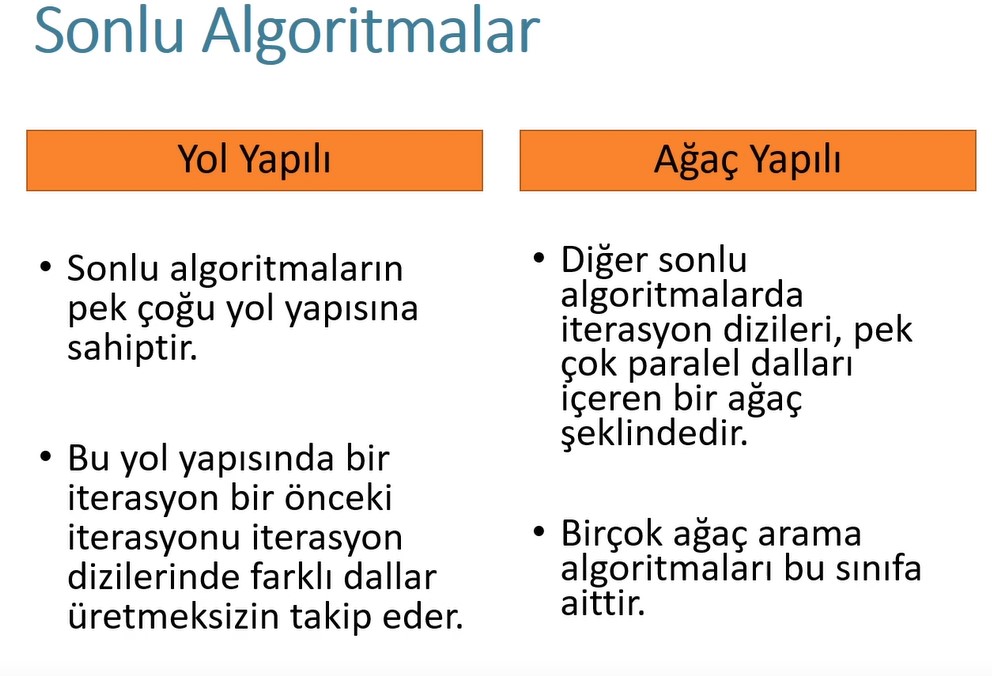 Sonlu Algoritmalar
Yol Yapılı
• Sonlu algoritmaların
pek çoğu yol yapısına
sahiptir.
• Bu yol yapısında bir
iterasyon bir önceki
iterasyonu iterasyon
dizilerinde farklı dallar
üretmeksizin takip eder.
Ağaç Yapılı
• Diğer sonlu
algoritmalarda
iterasyon dizileri, pek
çok paralel dalları
içeren bir ağaç
şeklindedir.
• Birçok ağaç arama
algoritmaları bu sınıfa
aittir.